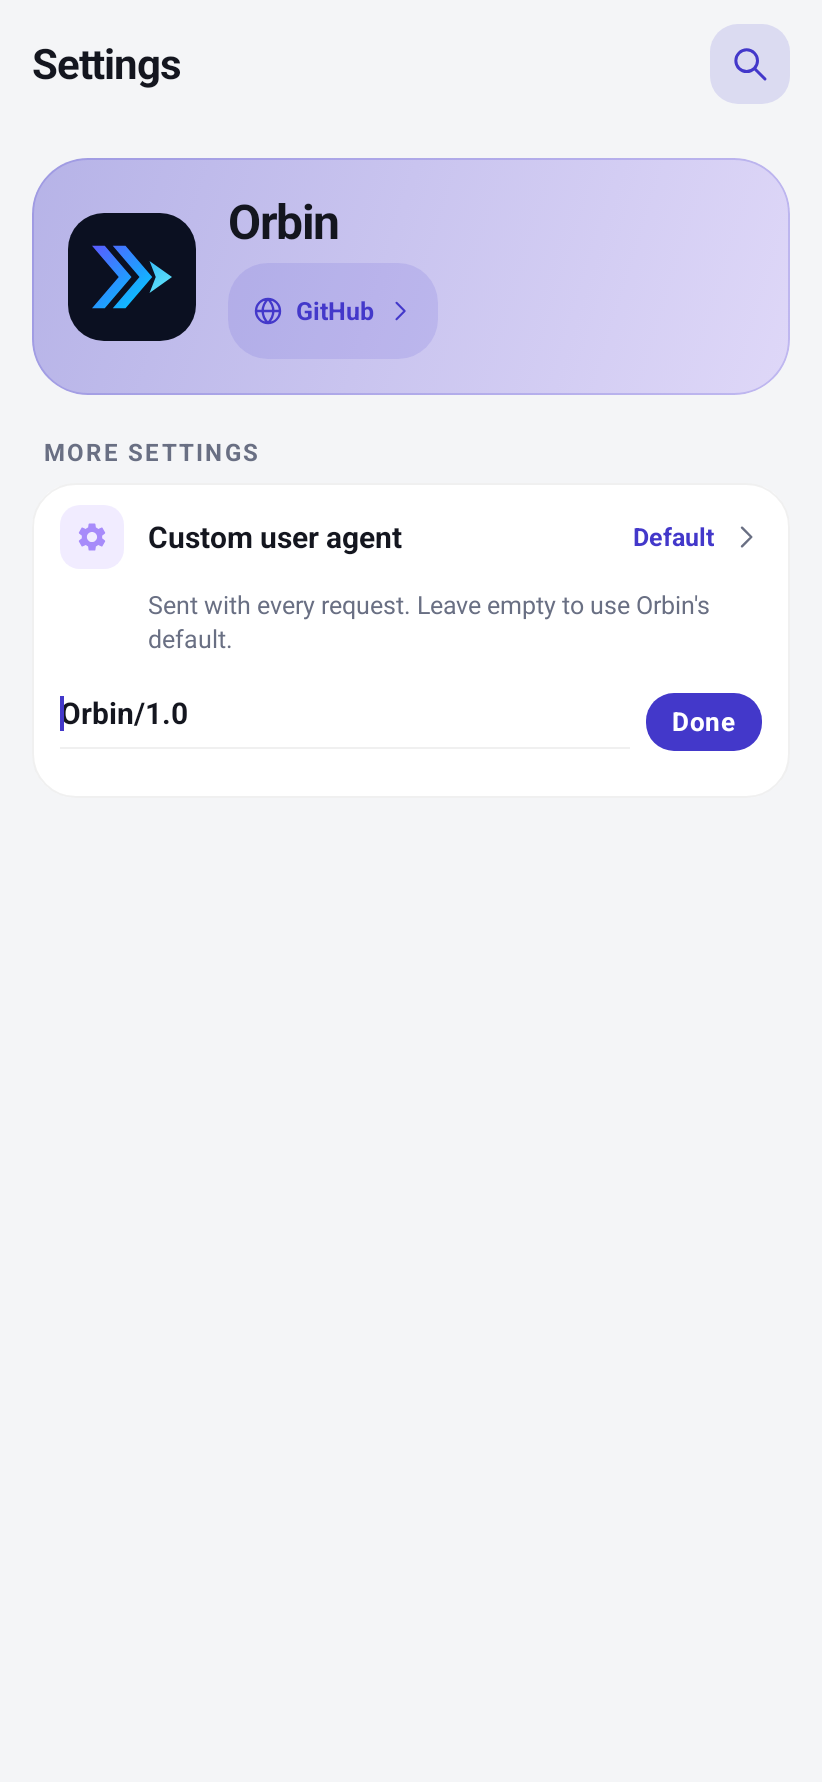 Settings
Orbin
GitHub
MORE SETTINGS
Custom user agent
Default
Sent with every request. Leave empty to use Orbin's
default.
Orbin/1.0
Done